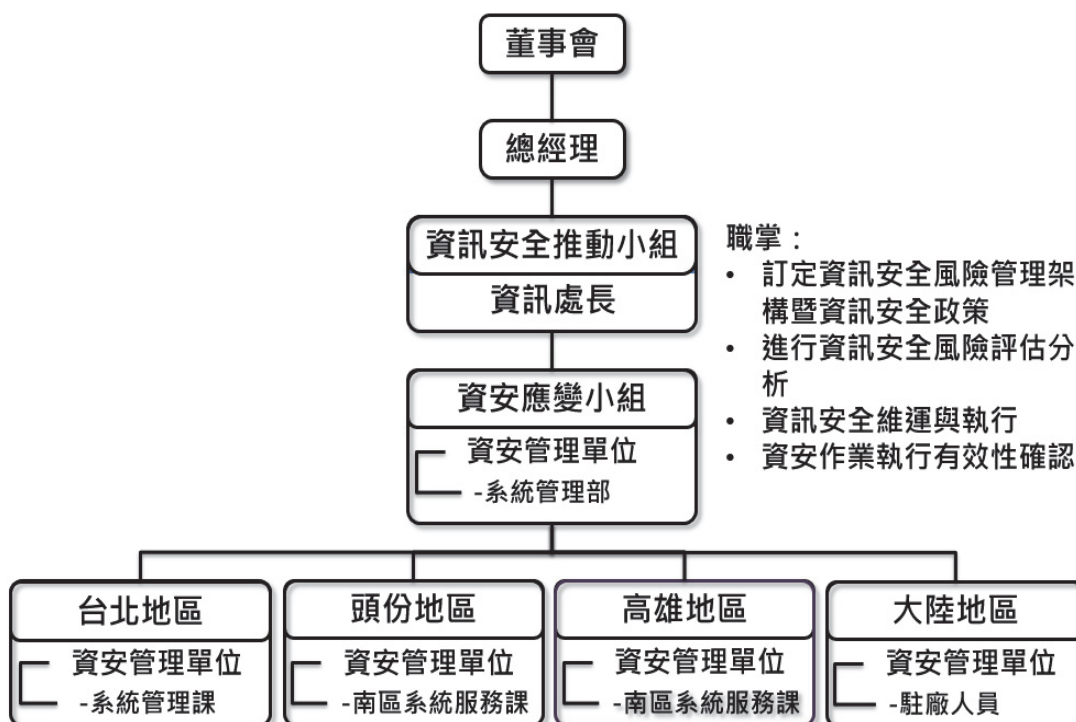 董事會
總經理
資訊安全推動小組
資訊處長
職掌：
• 訂定資訊安全風險管理架
構暨資訊安全政策
• 進行資訊安全風險評估分
析
• 資訊安全維運與執行
• 資安作業執行有效性確認
資安應變小組
資安管理單位
-系統管理部
台北地區
資安管理單位
-系統管理課
頭份地區
資安管理單位
-南區系統服務課
高雄地區
資安管理單位
-南區系統服務課
大陸地區
資安管理單位
-駐廠人員